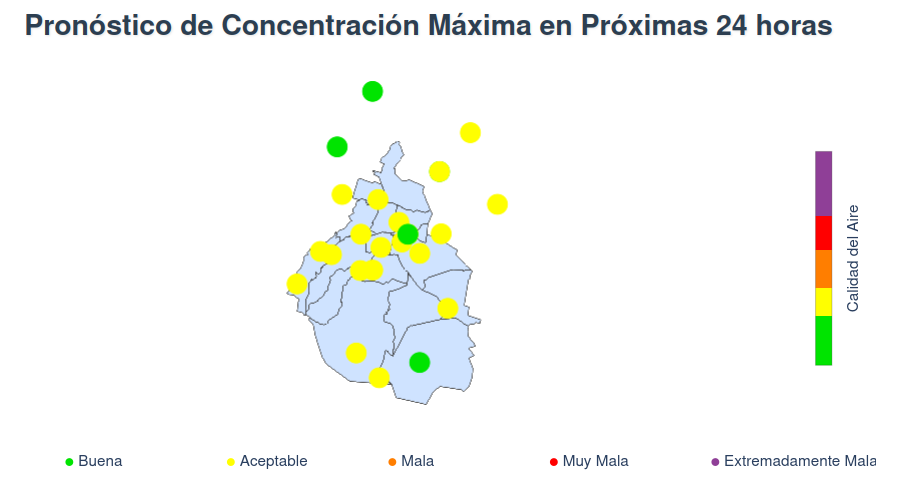 Pronóstico de Concentración Máxima en Próximas 24 horas
Calidad del Aire
Buena
Aceptable
Mala
Muy Mala
Extremadamente Mala